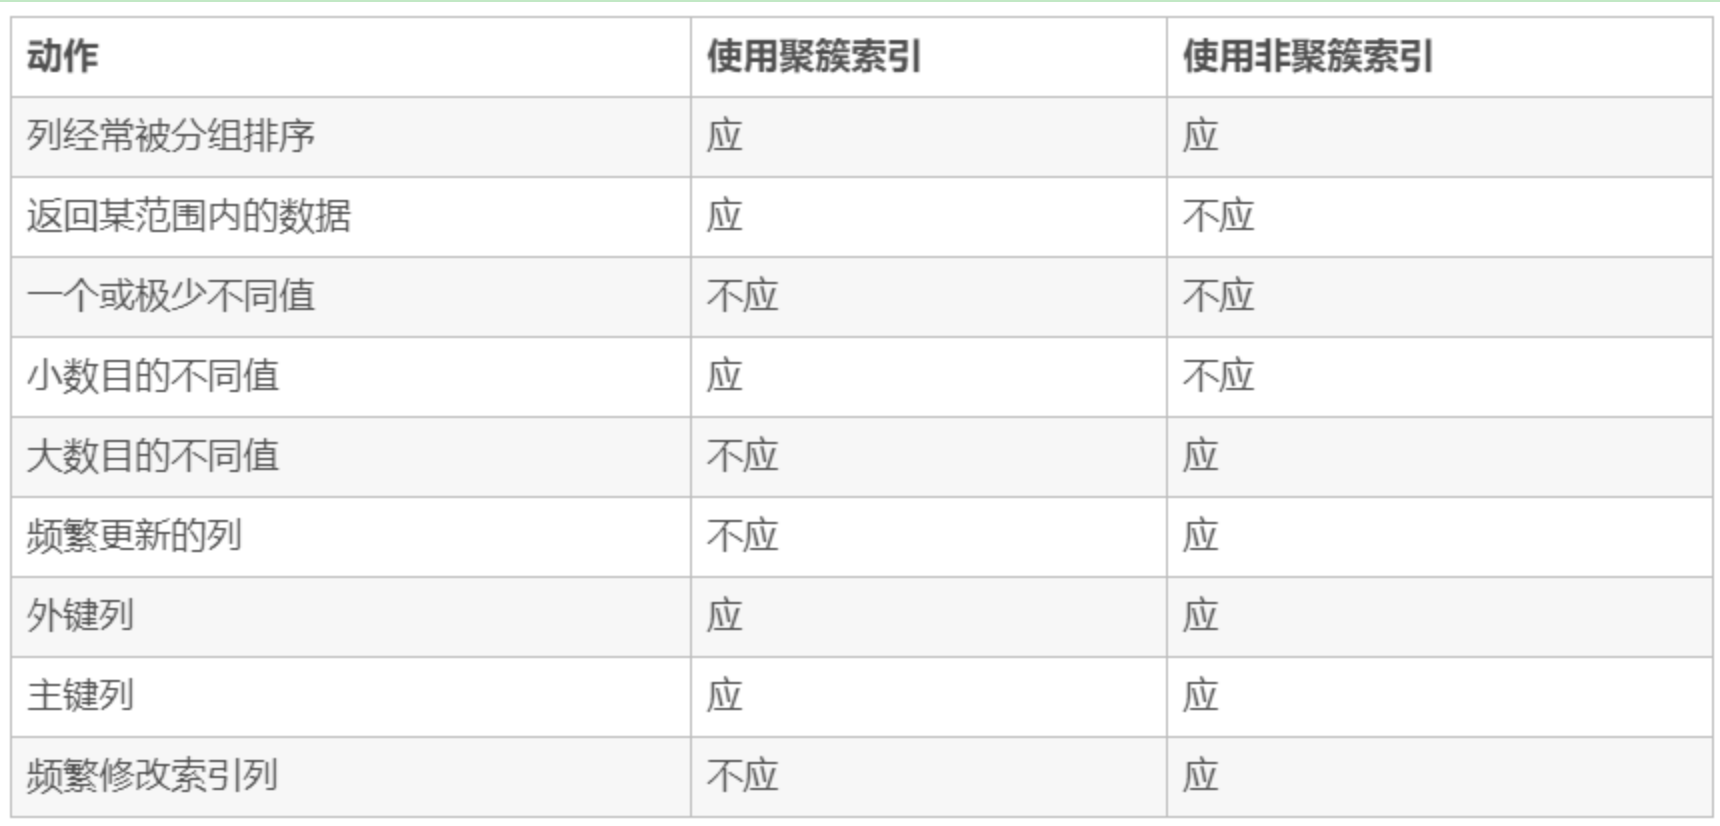 动作 使用聚簇索引 使用非聚簇索引
列经常被分组排序 应 应
返回某范围内的数据 应 不应
一个或极少不同值 不应 不应
小数目的不同值 应 不应
大数目的不同值 不应 应
频繁更新的列 不应 应
外键列 应 应
主键列 应 应
频繁修改索引列 不应 应